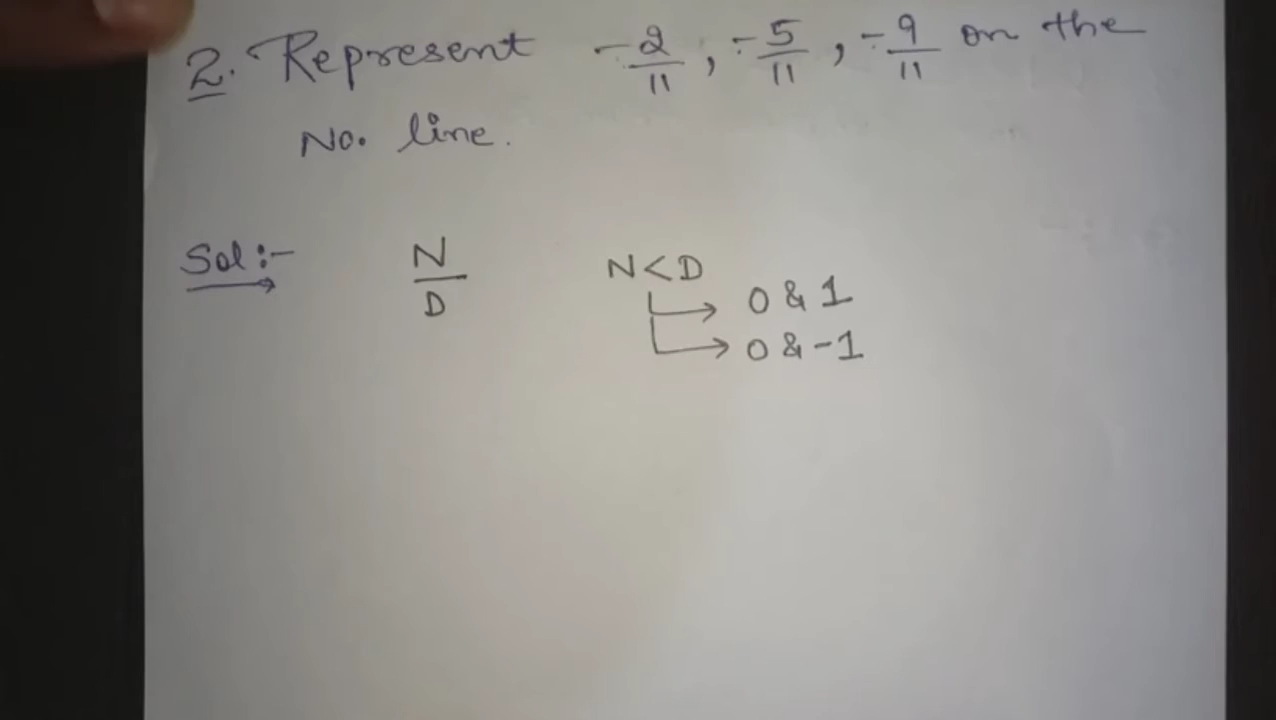 2. Represent -2/11, -5/11, -9/11 on the
No. line.
Sol :- N/D N<D
→ 0 & 1
→ 0 & -1